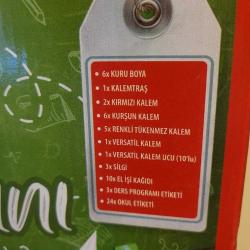 • 6x KURU BOYA
• 1x KALEMTRAŞ
• 2x KIRMIZI KALEM
• 6x KURŞUN KALEM
• 5x RENKLİ TÜKENMEZ KALEM
• 1x VERSATİL KALEM
• 1x VERSATİL KALEM UCU (10'lu)
• 3x SİLGİ
• 10x EL İŞİ KAĞIDI
• 3x DERS PROGRAMI ETİKETİ
• 24x OKUL ETİKETİ